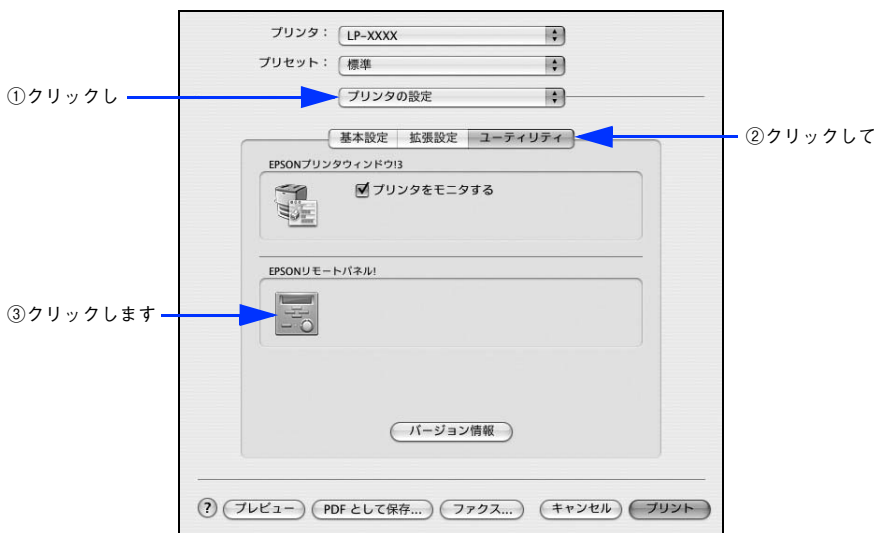 プリンタ： LP-XXXX
プリセット： 標準
①クリックし
プリンタの設定
基本設定 拡張設定 ユーティリティ
②クリックして
EPSONプリンタウィンドウ!3
プリンタをモニタする
EPSONリモートパネル!
③クリックします
バージョン情報
? プレビュー PDF として保存... ファクス... キャンセル プリント